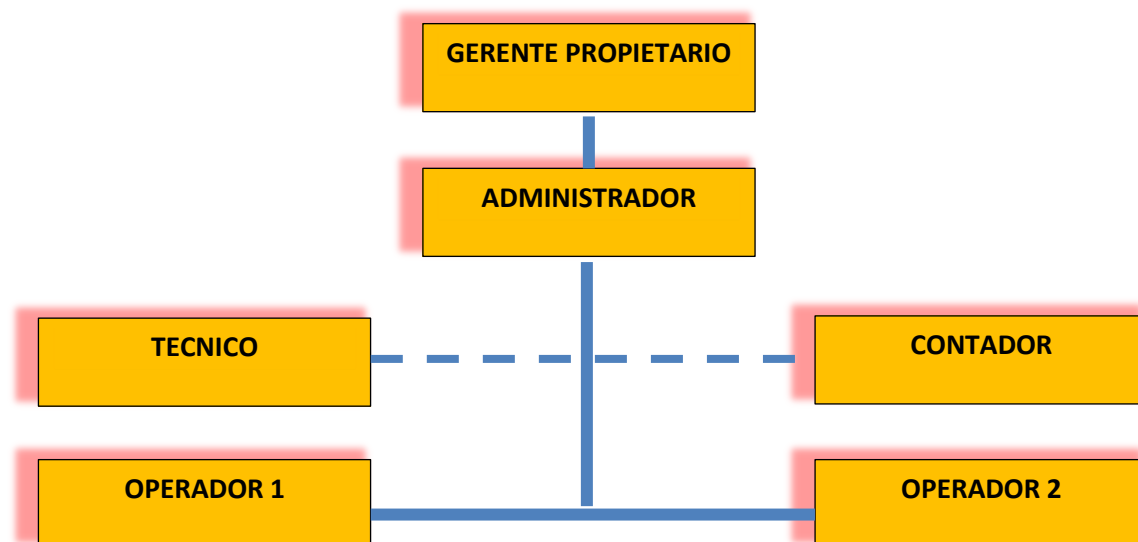 GERENTE PROPIETARIO
ADMINISTRADOR
TECNICO
CONTADOR
OPERADOR 1
OPERADOR 2